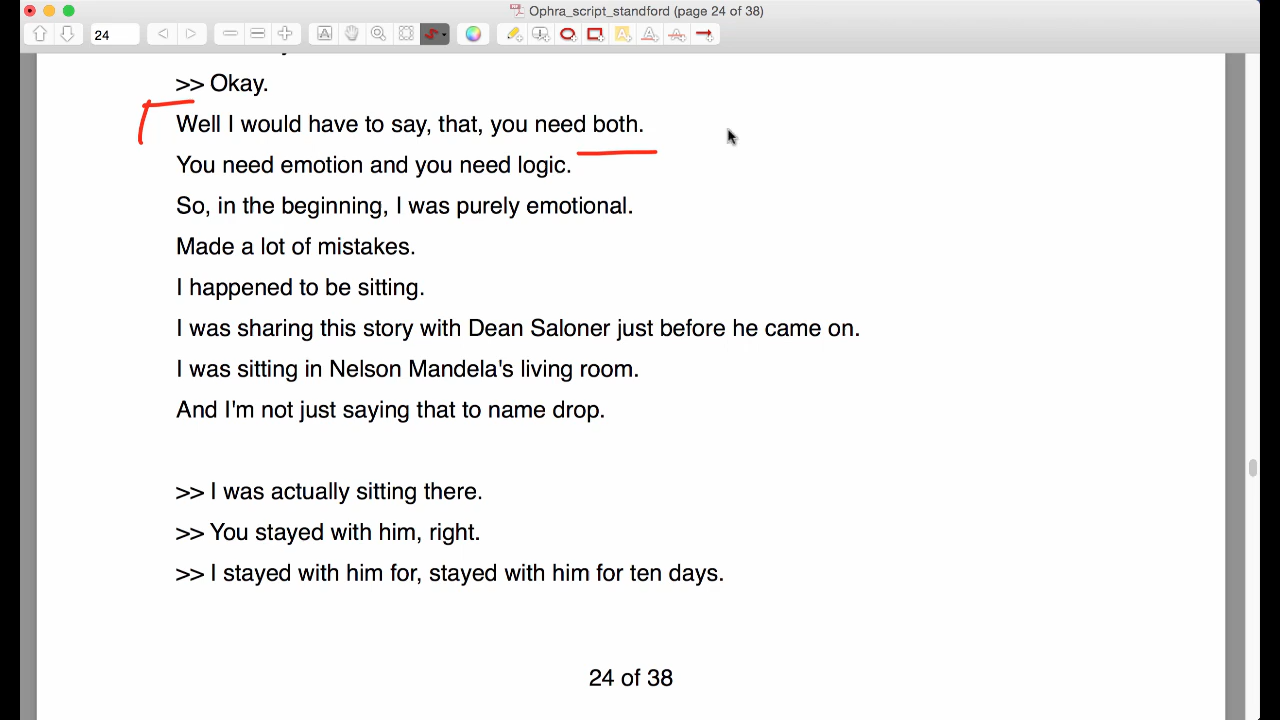 Ophra_script_standford (page 24 of 38)
24
>> Okay.
Well I would have to say, that, you need both.
You need emotion and you need logic.
So, in the beginning, I was purely emotional.
Made a lot of mistakes.
I happened to be sitting.
I was sharing this story with Dean Saloner just before he came on.
I was sitting in Nelson Mandela's living room.
And I'm not just saying that to name drop.
>> I was actually sitting there.
>> You stayed with him, right.
>> I stayed with him for, stayed with him for ten days.
24 of 38